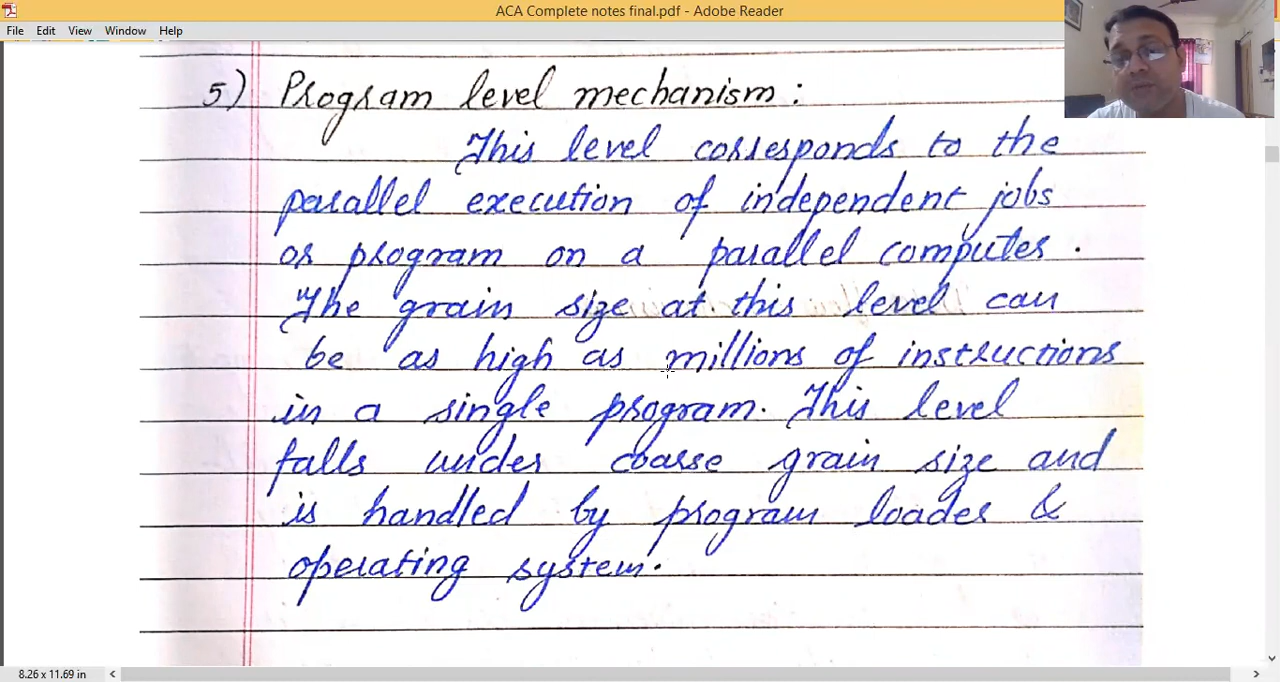 ACA Complete notes final.pdf - Adobe Reader
File Edit View Window Help
5) Program level mechanism :
This level corresponds to the
parallel execution of independent jobs
or program on a parallel computer .
The grain size at this level can
be as high as millions of instructions
in a single program. This level
falls under coarse grain size and
is handled by program loader &
operating system.
8.26 x 11.69 in